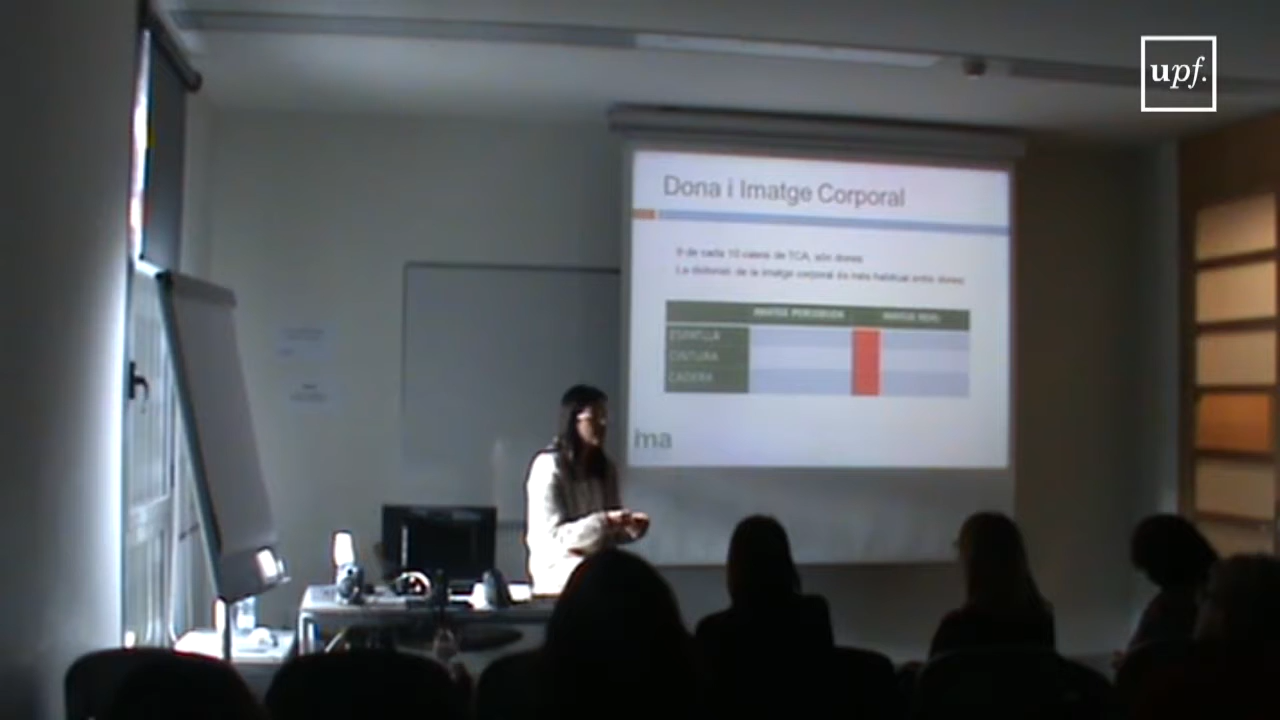 upf.
Dona i Imatge Corporal
9 de cada 10 casos de TCA, són dones
La distorsió de la imatge corporal és més habitual entre dones
IMATGE PERCEBUDA IMATGE REAL
ESPATLLA
CINTURA
CADERA
ima